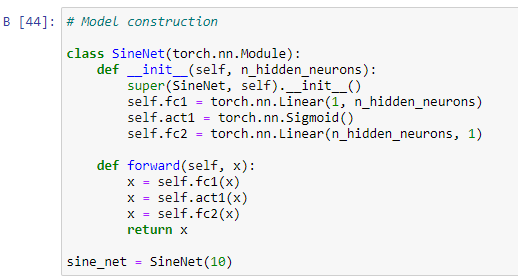 B [44]: # Model construction
class SineNet(torch.nn.Module):
    def __init__(self, n_hidden_neurons):
        super(SineNet, self).__init__()
        self.fc1 = torch.nn.Linear(1, n_hidden_neurons)
        self.act1 = torch.nn.Sigmoid()
        self.fc2 = torch.nn.Linear(n_hidden_neurons, 1)
    def forward(self, x):
        x = self.fc1(x)
        x = self.act1(x)
        x = self.fc2(x)
        return x
sine_net = SineNet(10)